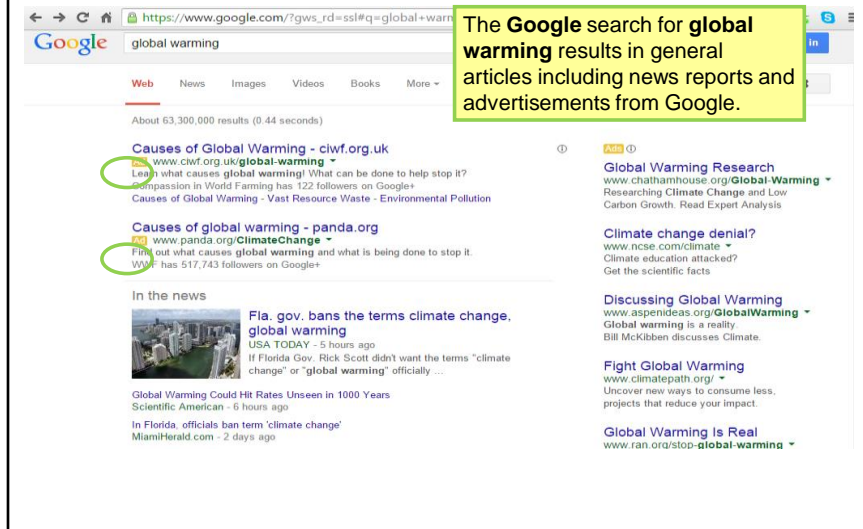 https://www.google.com/?gws_rd=ssl#q=global+warn
The Google search for global
warming results in general
articles including news reports and
advertisements from Google.
Google
global warming
in
Web News Images Videos Books More
About 63,300,000 results (0.44 seconds)
Causes of Global Warming - ciwf.org.uk
Ad www.ciwf.org.uk/global-warming
Learn what causes global warming! What can be done to help stop it?
Compassion in World Farming has 122 followers on Google+
Causes of Global Warming - Vast Resource Waste - Environmental Pollution
Causes of global warming - panda.org
Ad www.panda.org/ClimateChange
Find out what causes global warming and what is being done to stop it.
WWF has 517,743 followers on Google+
In the news
Fla. gov. bans the terms climate change,
global warming
USA TODAY - 5 hours ago
If Florida Gov. Rick Scott didn't want the terms "climate
change" or "global warming" officially ...
Global Warming Could Hit Rates Unseen in 1000 Years
Scientific American - 6 hours ago
In Florida, officials ban term 'climate change'
MiamiHerald.com - 2 days ago
Ads
Global Warming Research
www.chathamhouse.org/Global-Warming
Researching Climate Change and Low
Carbon Growth. Read Expert Analysis
Climate change denial?
www.ncse.com/climate
Climate education attacked?
Get the scientific facts
Discussing Global Warming
www.aspenideas.org/GlobalWarming
Global warming is a reality.
Bill McKibben discusses Climate.
Fight Global Warming
www.climatepath.org/
Uncover new ways to consume less,
projects that reduce your impact.
Global Warming Is Real
www.ran.org/stop-global-warming